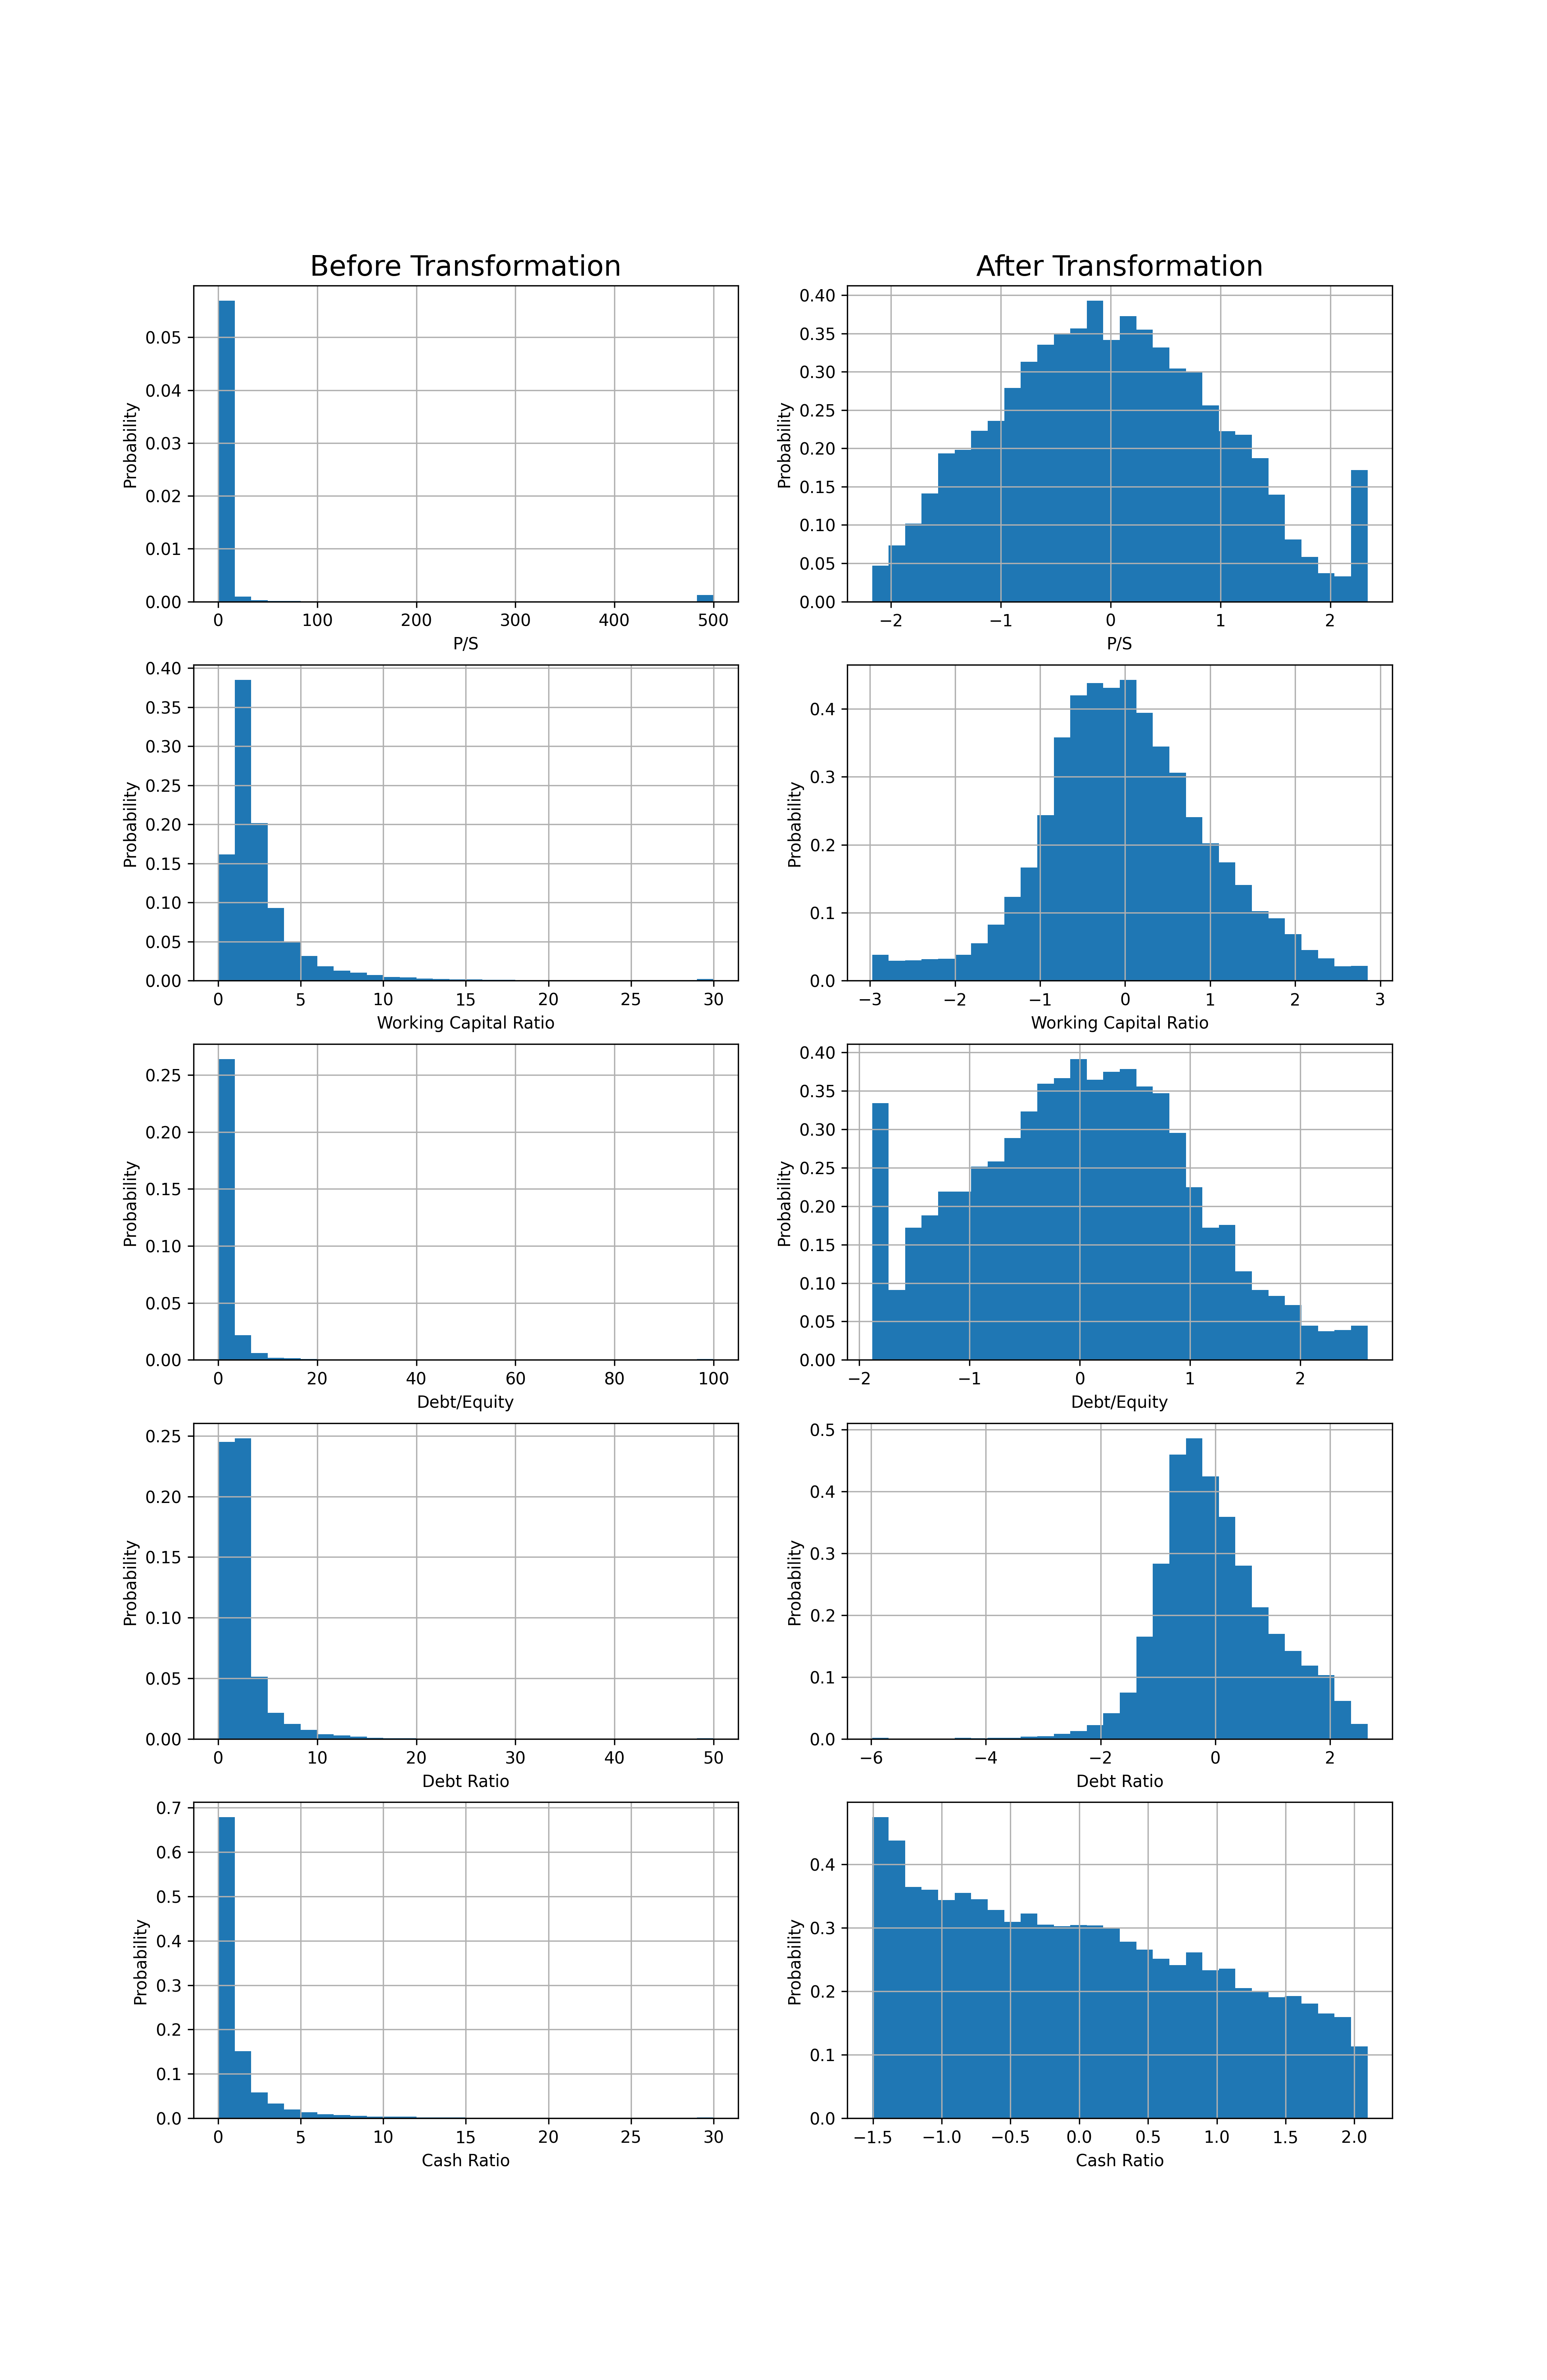 Before Transformation
After Transformation
Probability
0.05
0.04
0.03
0.02
0.01
0.00
0 100 200 300 400 500
P/S
Probability
0.40
0.35
0.30
0.25
0.20
0.15
0.10
0.05
0.00
−2 −1 0 1 2
P/S
Probability
0.40
0.35
0.30
0.25
0.20
0.15
0.10
0.05
0.00
0 5 10 15 20 25 30
Working Capital Ratio
Probability
0.4
0.3
0.2
0.1
0.0
−3 −2 −1 0 1 2 3
Working Capital Ratio
Probability
0.25
0.20
0.15
0.10
0.05
0.00
0 20 40 60 80 100
Debt/Equity
Probability
0.40
0.35
0.30
0.25
0.20
0.15
0.10
0.05
0.00
−2 −1 0 1 2
Debt/Equity
Probability
0.25
0.20
0.15
0.10
0.05
0.00
0 10 20 30 40 50
Debt Ratio
Probability
0.5
0.4
0.3
0.2
0.1
0.0
−6 −4 −2 0 2
Debt Ratio
Probability
0.7
0.6
0.5
0.4
0.3
0.2
0.1
0.0
0 5 10 15 20 25 30
Cash Ratio
Probability
0.4
0.3
0.2
0.1
0.0
−1.5 −1.0 −0.5 0.0 0.5 1.0 1.5 2.0
Cash Ratio